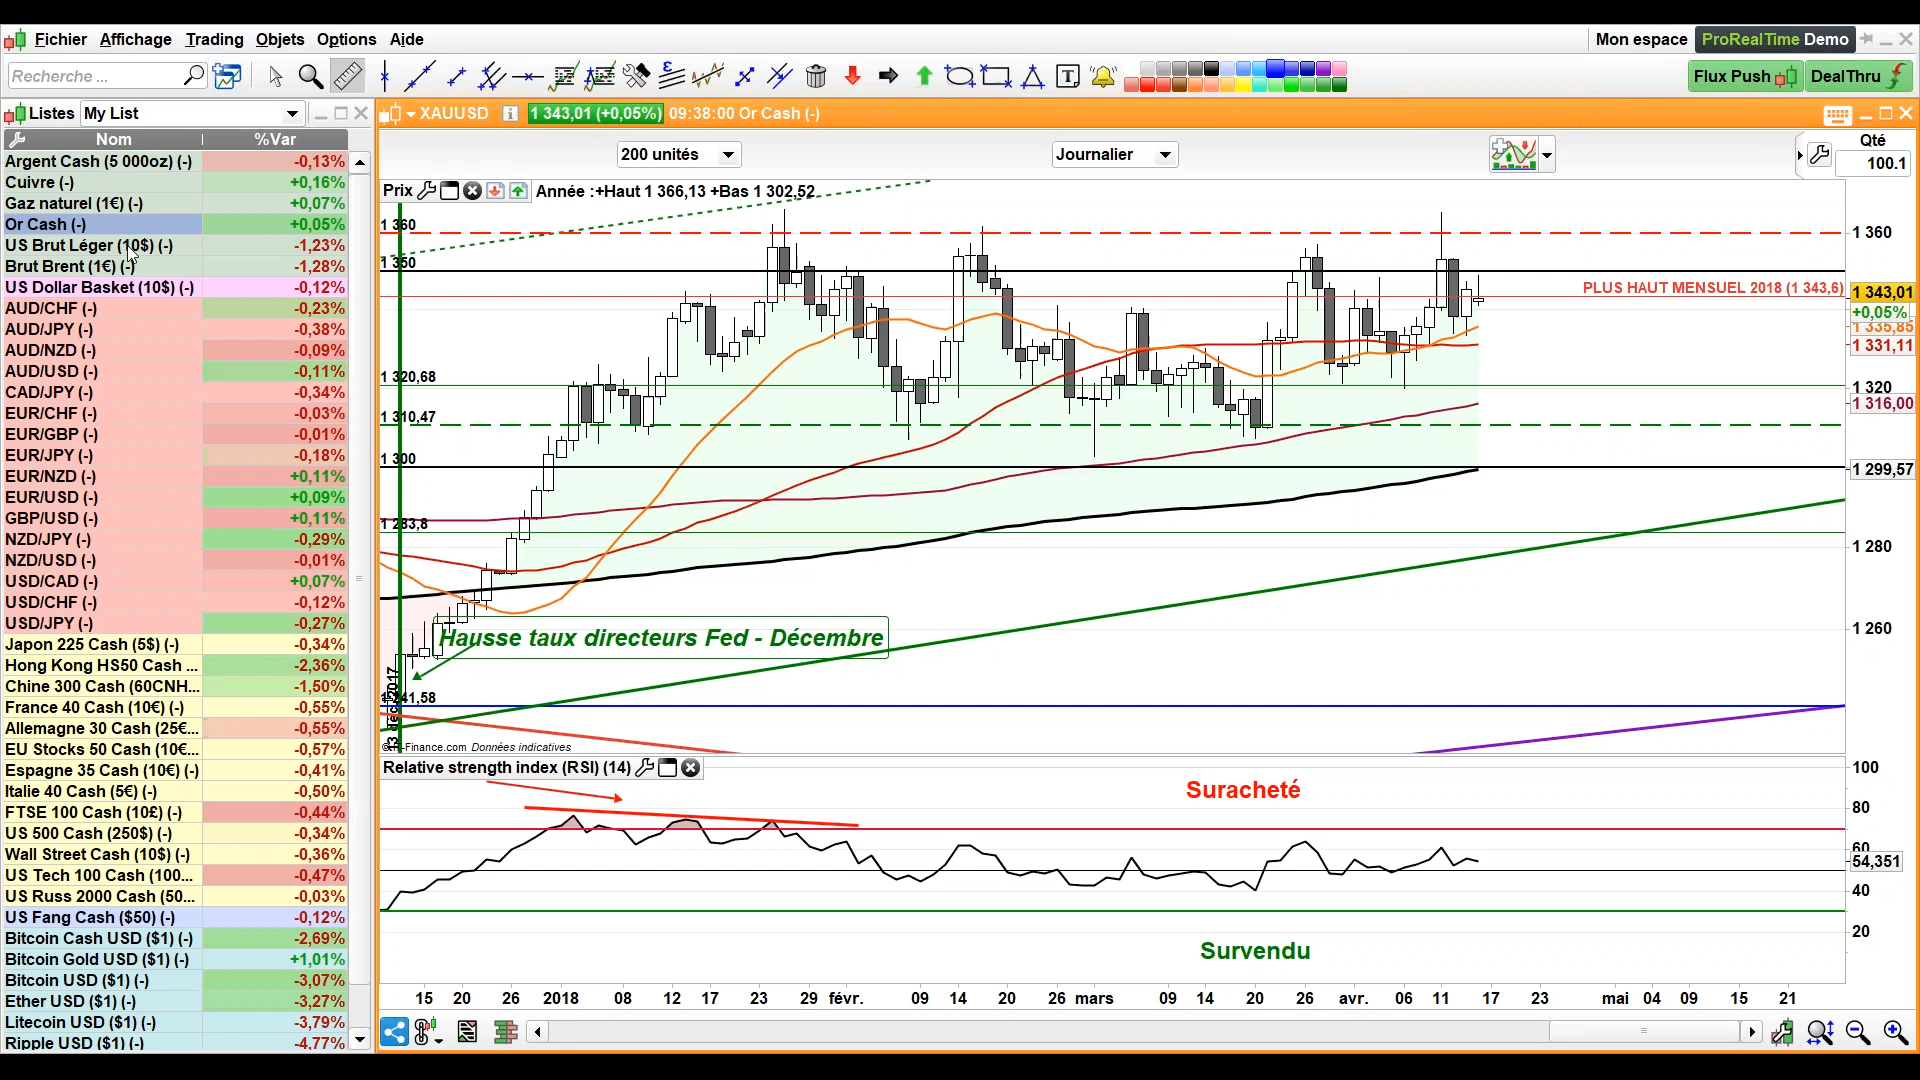 Fichier Affichage Trading Objets Options Aide
Mon espace ProRealTime Demo
Recherche ...
Flux Push DealThru
Listes My List
Nom %Var
Argent Cash (5 000oz) (-) -0,13%
Cuivre (-) +0,16%
Gaz naturel (1€) (-) +0,07%
Or Cash (-) +0,05%
US Brut Léger (10$) (-) -1,23%
Brut Brent (1€) (-) -1,28%
US Dollar Basket (10$) (-) -0,12%
AUD/CHF (-) -0,23%
AUD/JPY (-) -0,38%
AUD/NZD (-) -0,09%
AUD/USD (-) -0,11%
CAD/JPY (-) -0,34%
EUR/CHF (-) -0,03%
EUR/GBP (-) -0,01%
EUR/JPY (-) -0,18%
EUR/NZD (-) +0,11%
EUR/USD (-) +0,09%
GBP/USD (-) +0,11%
NZD/JPY (-) -0,29%
NZD/USD (-) -0,01%
USD/CAD (-) +0,07%
USD/CHF (-) -0,12%
USD/JPY (-) -0,27%
Japon 225 Cash (5$) (-) -0,34%
Hong Kong HS50 Cash ... -2,36%
Chine 300 Cash (60CNH... -1,50%
France 40 Cash (10€) (-) -0,55%
Allemagne 30 Cash (25€... -0,55%
EU Stocks 50 Cash (10€... -0,57%
Espagne 35 Cash (10€) (-) -0,41%
Italie 40 Cash (5€) (-) -0,50%
FTSE 100 Cash (10£) (-) -0,44%
US 500 Cash (250$) (-) -0,34%
Wall Street Cash (10$) (-) -0,36%
US Tech 100 Cash (100... -0,47%
US Russ 2000 Cash (50... -0,03%
US Fang Cash ($50) (-) -0,12%
Bitcoin Cash USD ($1) (-) -2,69%
Bitcoin Gold USD ($1) (-) +1,01%
Bitcoin USD ($1) (-) -3,07%
Ether USD ($1) (-) -3,27%
Litecoin USD ($1) (-) -3,79%
Ripple USD ($1) (-) -4,77%
XAUUSD 1 343,01 (+0,05%) 09:38:00 Or Cash (-)
200 unités Journalier
Qté
100.1
Prix Année :+Haut 1 366,13 +Bas 1 302,52
1 360
1 350
1 320,68
1 310,47
1 300
1 283,8
1 241,58
PLUS HAUT MENSUEL 2018 (1 343,6)
Hausse taux directeurs Fed - Décembre
Finance.com Données indicatives
1 360
1 343,01
+0,05%
1 335,85
1 331,11
1 320
1 316,00
1 299,57
1 280
1 260
Relative strength index (RSI) (14)
Suracheté
Survendu
100
80
60
54,351
40
20
15 20 26 2018 08 12 17 23 29 févr. 09 14 20 26 mars 09 14 20 26 avr. 06 11 17 23 mai 04 09 15 21